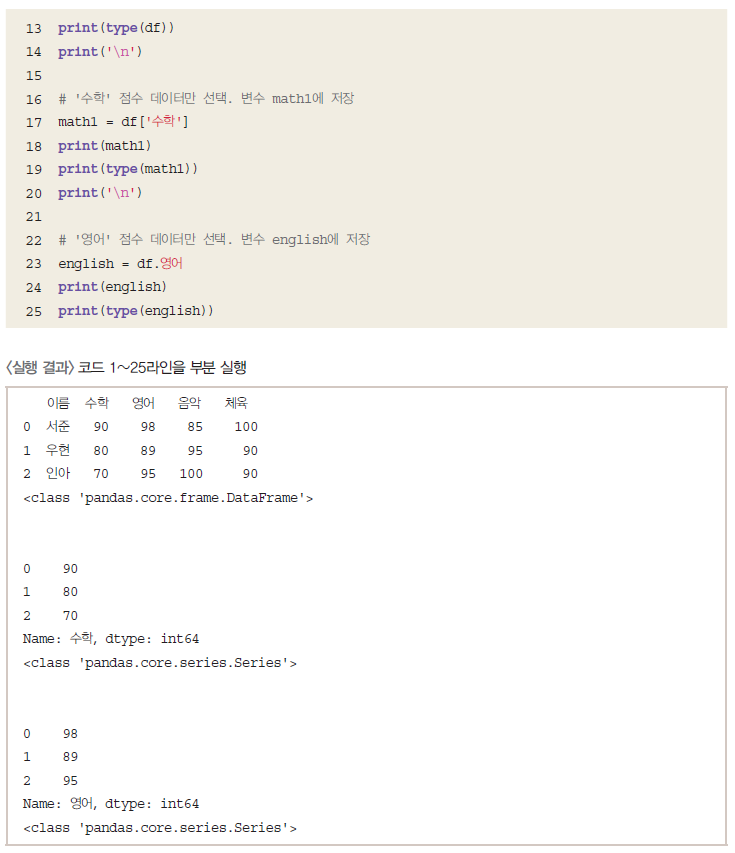 13 print(type(df))
14 print('\n')
15
16 # '수학' 점수 데이터만 선택. 변수 math1에 저장
17 math1 = df['수학']
18 print(math1)
19 print(type(math1))
20 print('\n')
21
22 # '영어' 점수 데이터만 선택. 변수 english에 저장
23 english = df.영어
24 print(english)
25 print(type(english))
〈실행 결과〉 코드 1~25라인을 부분 실행
이름 수학 영어 음악 체육
0 서준 90 98 85 100
1 우현 80 89 95 90
2 인아 70 95 100 90
<class 'pandas.core.frame.DataFrame'>
0 90
1 80
2 70
Name: 수학, dtype: int64
<class 'pandas.core.series.Series'>
0 98
1 89
2 95
Name: 영어, dtype: int64
<class 'pandas.core.series.Series'>